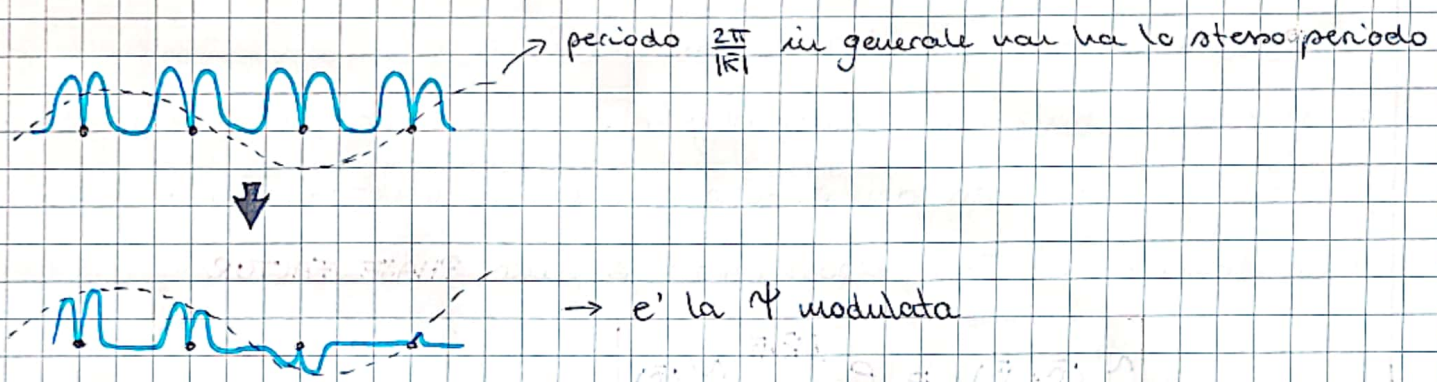 periodo 2π/|k̄| in generale non ha lo stesso periodo
→ e' la Ψ modulata